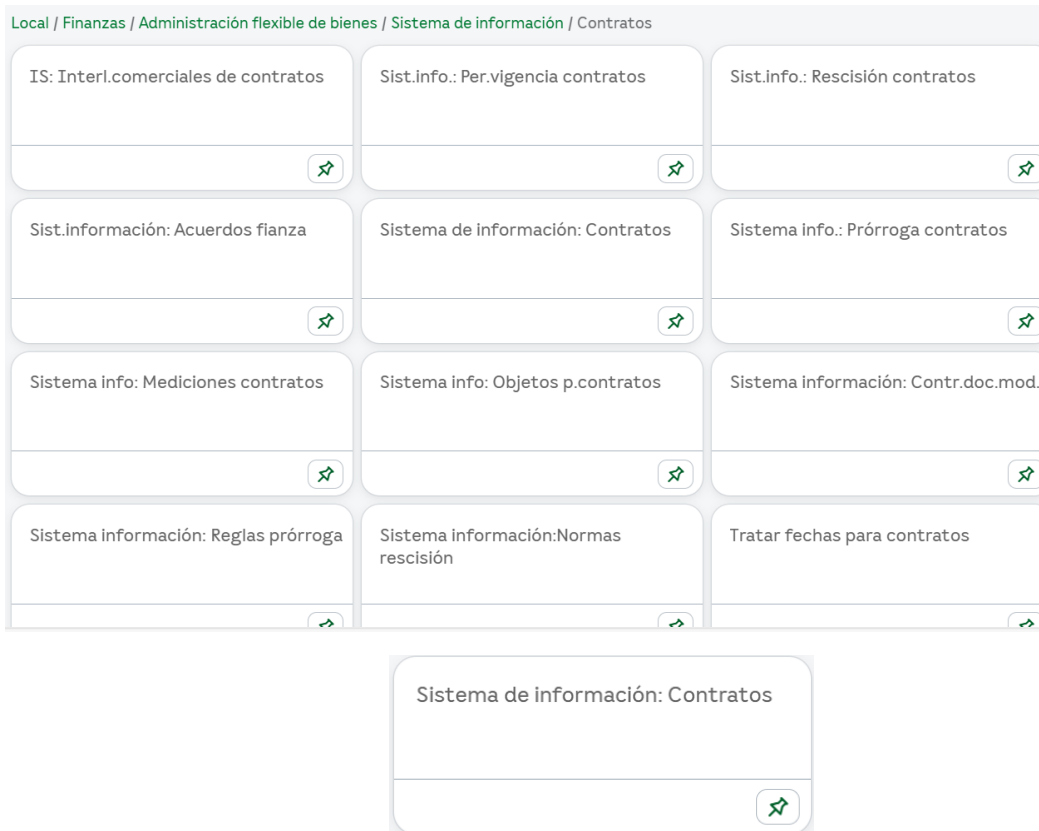 Local / Finanzas / Administración flexible de bienes / Sistema de información / Contratos
IS: Interl.comerciales de contratos
Sist.info.: Per.vigencia contratos
Sist.info.: Rescisión contratos
Sist.información: Acuerdos fianza
Sistema de información: Contratos
Sistema info.: Prórroga contratos
Sistema info: Mediciones contratos
Sistema info: Objetos p.contratos
Sistema información: Contr.doc.mod.
Sistema información: Reglas prórroga
Sistema información:Normas
rescisión
Tratar fechas para contratos
Sistema de información: Contratos